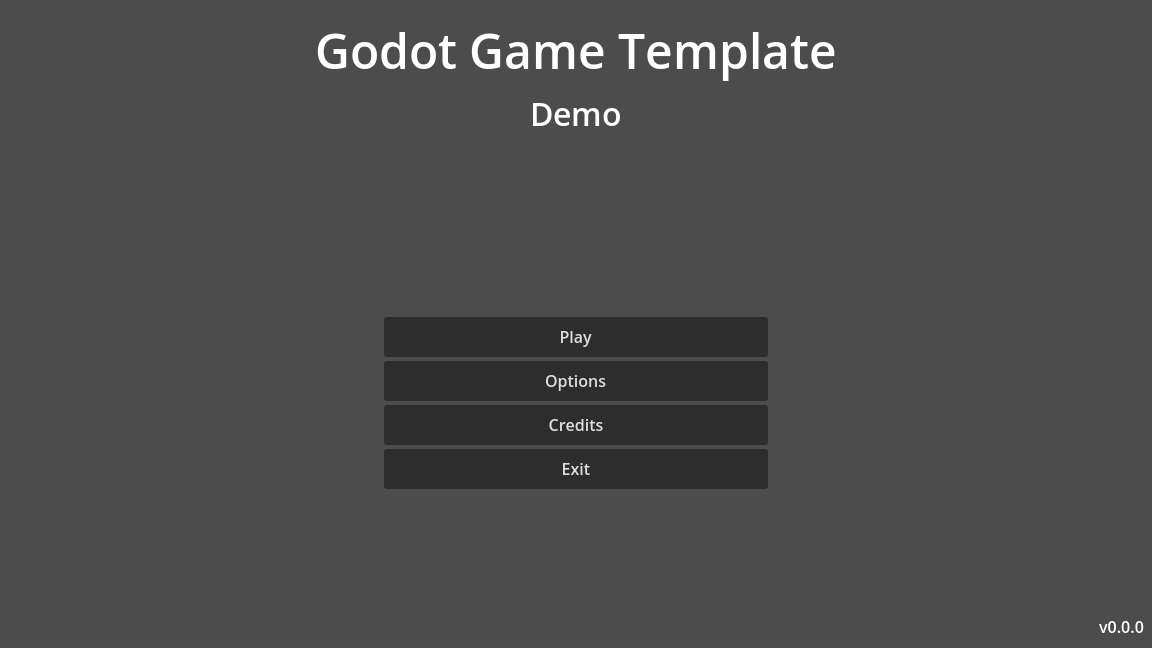 Godot Game Template
Demo
Play
Options
Credits
Exit
v0.0.0